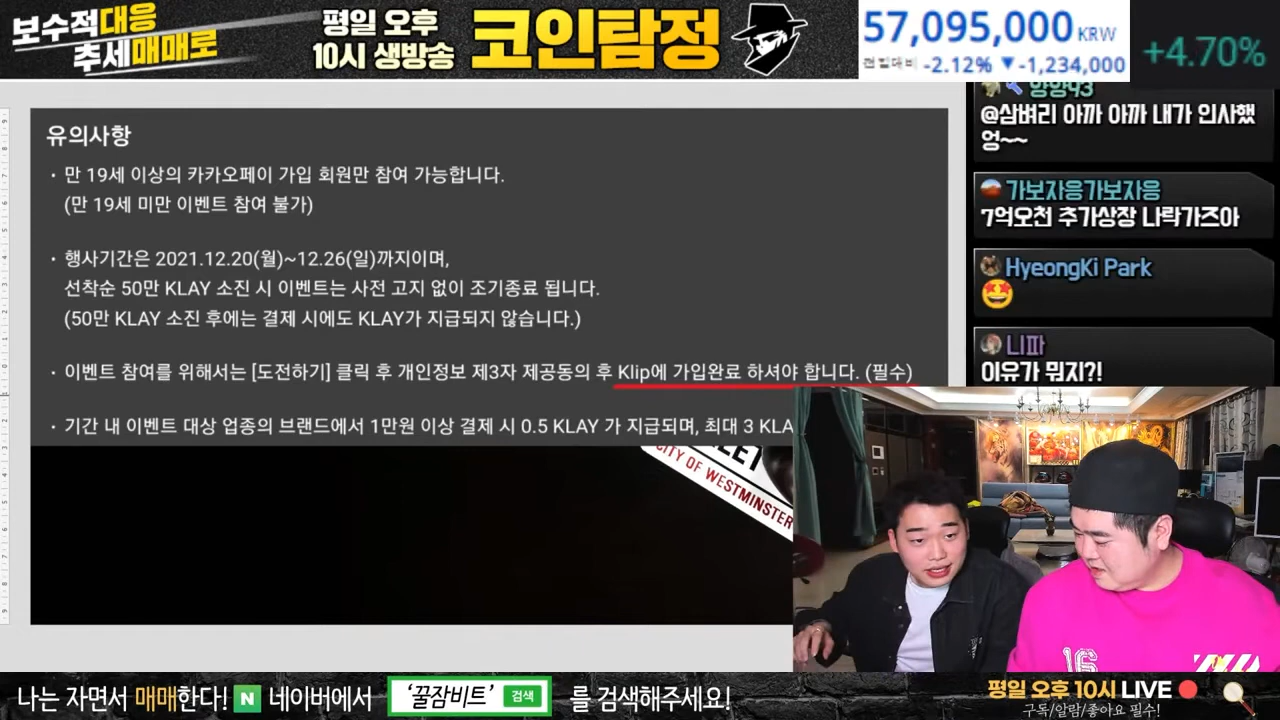 보수적대응
추세매매로
평일 오후
10시 생방송
코인탐정
57,095,000 KRW
전일대비 -2.12% ▼-1,234,000
+4.70%
유의사항
· 만 19세 이상의 카카오페이 가입 회원만 참여 가능합니다.
(만 19세 미만 이벤트 참여 불가)
· 행사기간은 2021.12.20(월)~12.26(일)까지이며,
선착순 50만 KLAY 소진 시 이벤트는 사전 고지 없이 조기종료 됩니다.
(50만 KLAY 소진 후에는 결제 시에도 KLAY가 지급되지 않습니다.)
· 이벤트 참여를 위해서는 [도전하기] 클릭 후 개인정보 제3자 제공동의 후 Klip에 가입완료 하셔야 합니다. (필수)
· 기간 내 이벤트 대상 업종의 브랜드에서 1만원 이상 결제 시 0.5 KLAY 가 지급되며, 최대 3 KLA
CITY OF WESTMINSTER
@삼벼리 아까 아까 내가 인사했
엉~~
가보자응가보자응
7억오천 추가상장 나락가즈아
HyeongKi Park
니파
이유가 뭐지?!
16
나는 자면서 매매한다! N 네이버에서 '꿀잠비트' 검색 를 검색해주세요!
평일 오후 10시 LIVE
구독/알람/좋아요 필수!